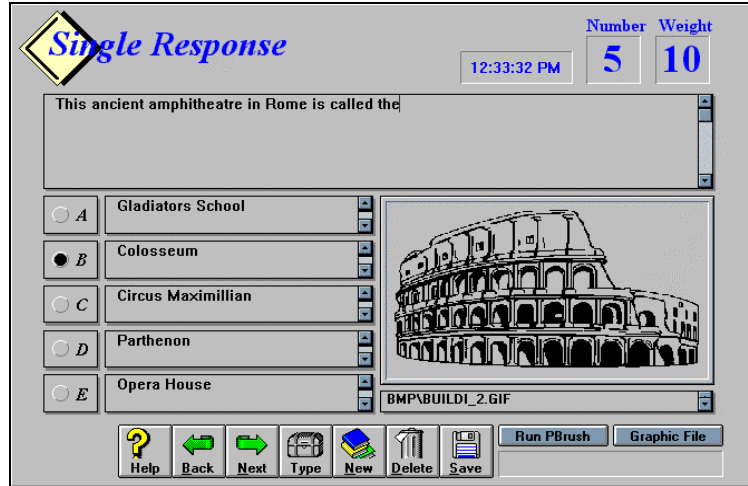 Single Response
Number Weight
12:33:32 PM
5
10
This ancient amphitheatre in Rome is called the
A Gladiators School
B Colosseum
C Circus Maximillian
D Parthenon
E Opera House
BMP\BUILDI_2.GIF
Run PBrush Graphic File
Help Back Next Type New Delete Save